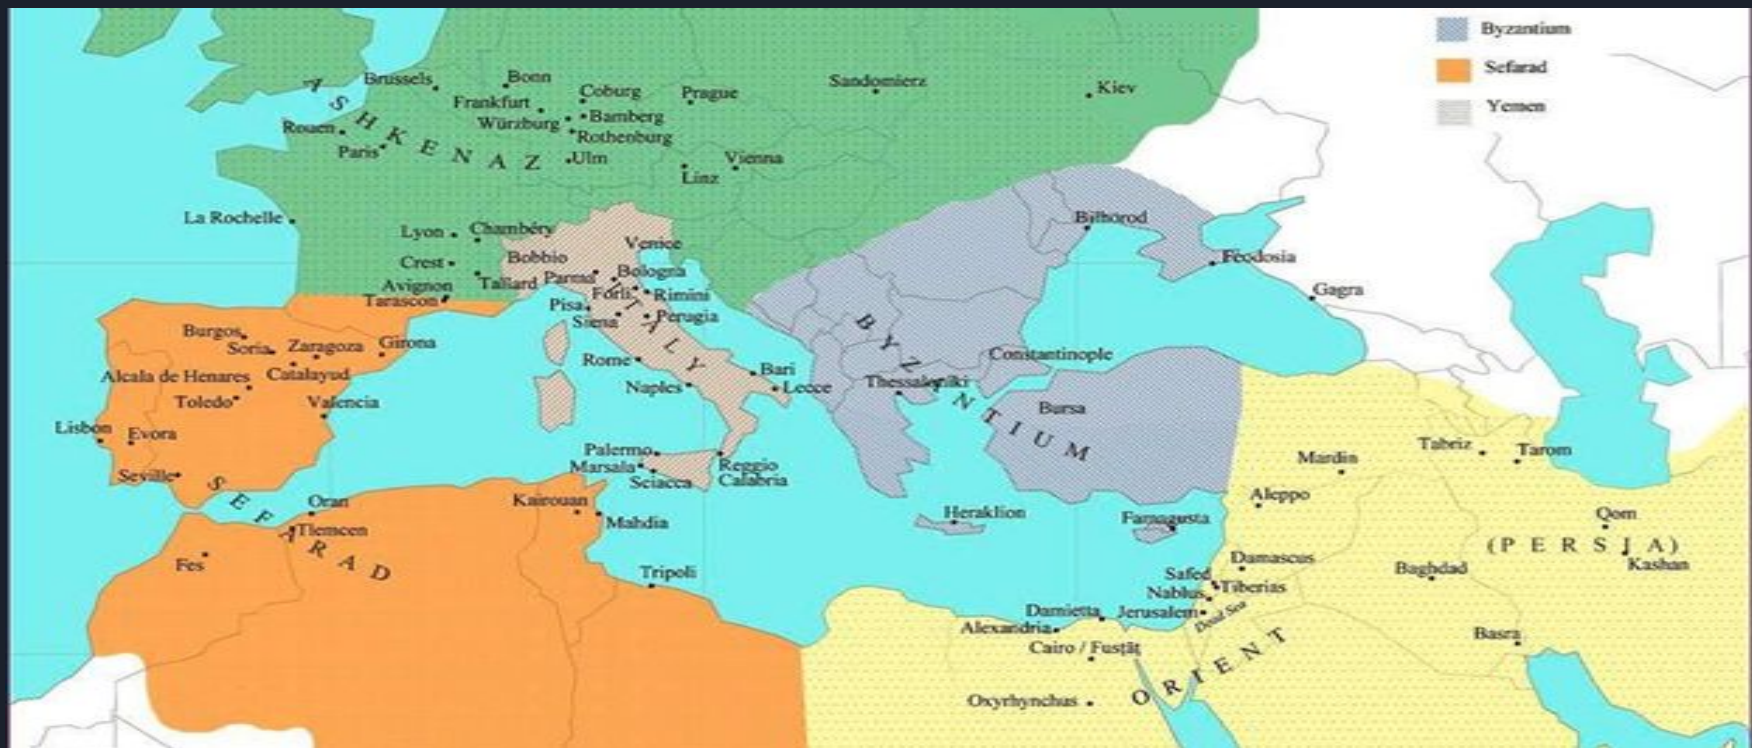 Byzantium
Sefarad
Yemen
ASHKENAZ
Brussels
Bonn
Coburg
Prague
Sandomierz
Kiev
Frankfurt
Würzburg
Bamberg
Rothenburg
Rouen
Paris
Ulm
Vienna
Linz
La Rochelle
Lyon
Chambéry
Crest
Avignon
Tallard
Tarascon
Bobbio
Venice
Parma
Bologna
Forli
Rimini
Pisa
Siena
Perugia
ITALY
Rome
Naples
Bari
Lecce
Palermo
Marsala
Sciacca
Reggio
Calabria
Bilhorod
Feodosia
Gagra
BYZANTIUM
Constantinople
Thessaloniki
Bursa
Heraklion
Famagusta
Burgos
Soria
Zaragoza
Girona
Alcala de Henares
Catalayud
Toledo
Valencia
Lisbon
Evora
Seville
SEFARAD
Oran
Tlemcen
Fes
Kairouan
Mahdia
Tripoli
Mardin
Tabriz
Tarom
Aleppo
Qom
(PERSIA)
Kashan
Damascus
Baghdad
Safed
Tiberias
Nablus
Damietta
Jerusalem
Dead Sea
Alexandria
Cairo / Fusṭāṭ
Basra
ORIENT
Oxyrhynchus